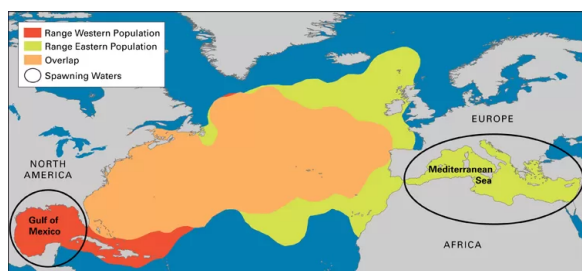 Range Western Population
Range Eastern Population
Overlap
Spawning Waters
EUROPE
NORTH
AMERICA
Mediterranean
Sea
Gulf of
Mexico
AFRICA